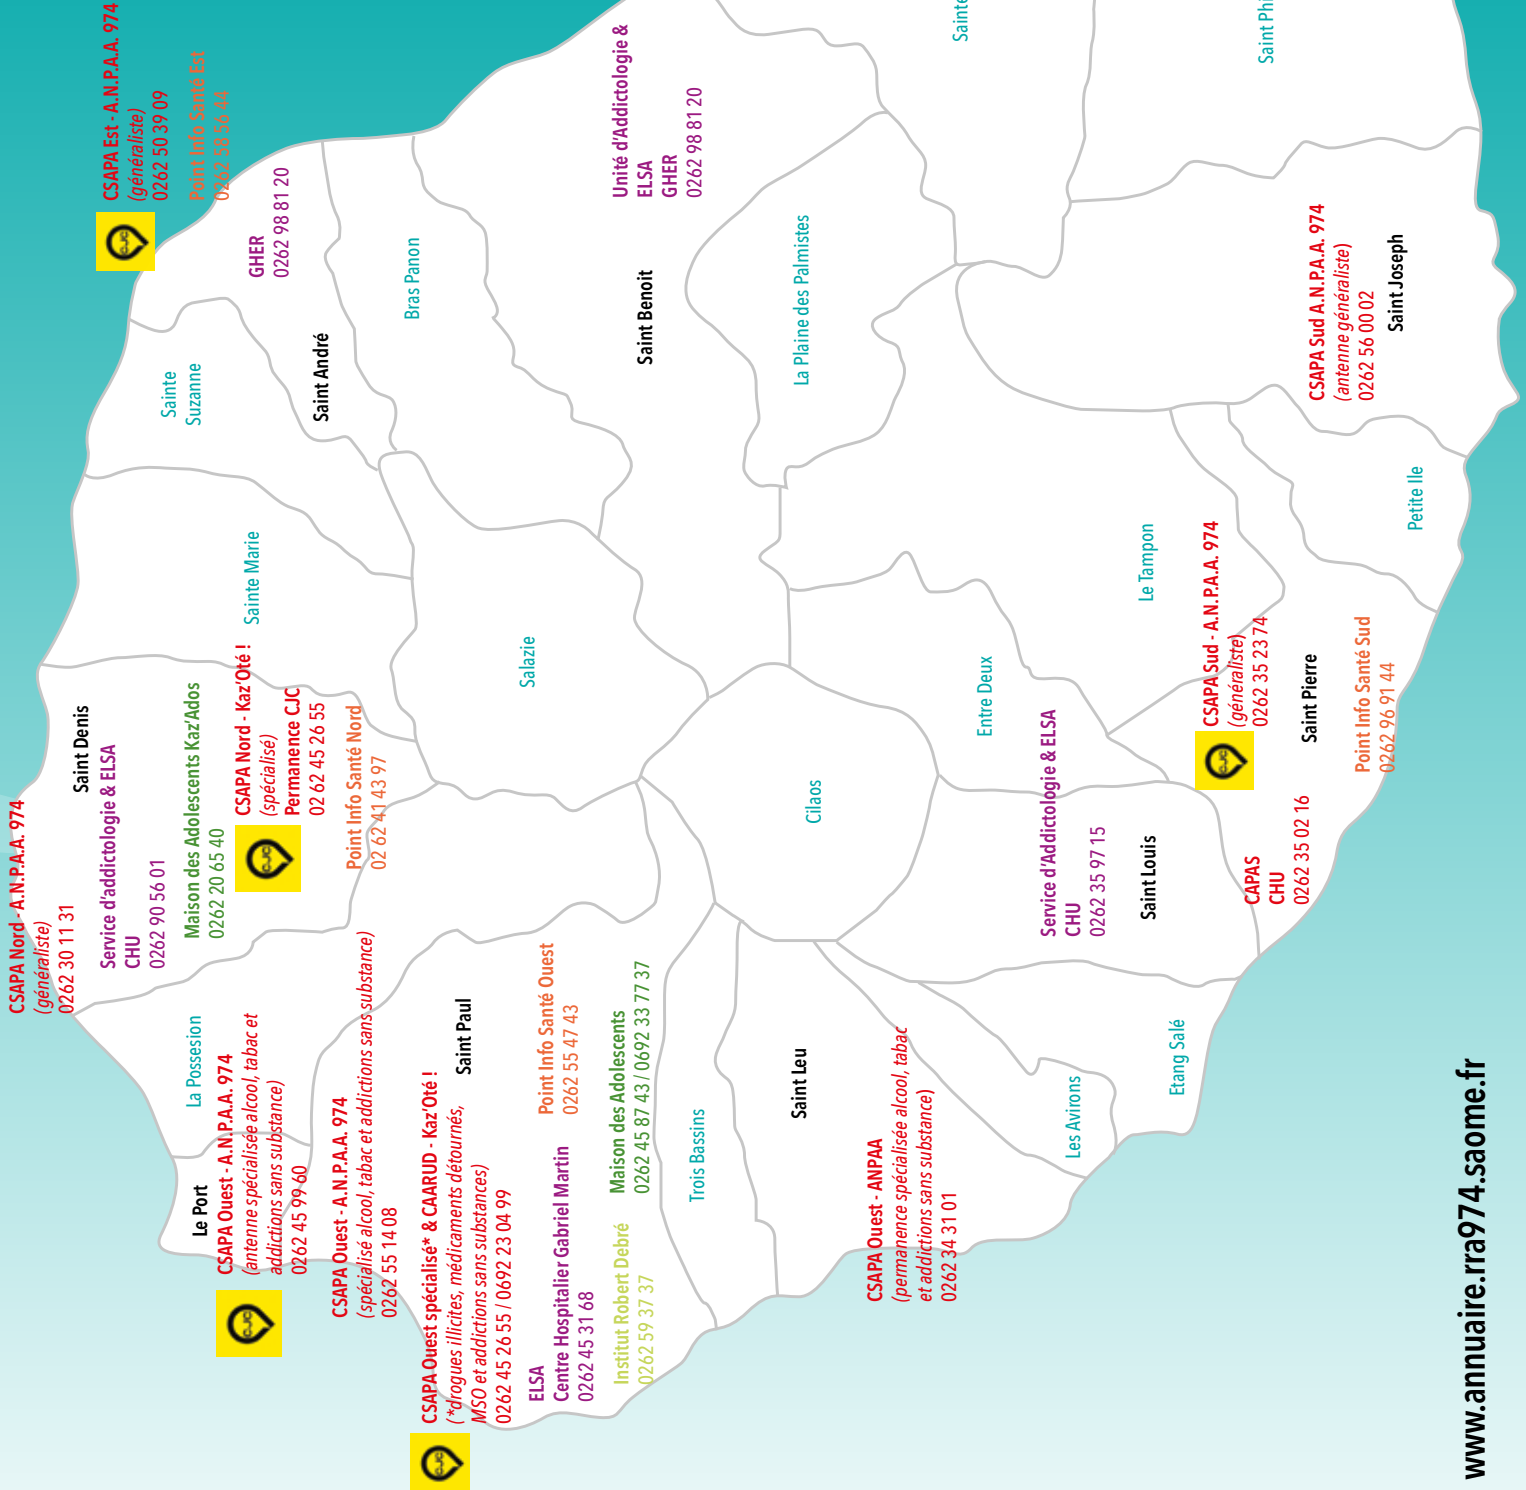 CSAPA Nord - A.N.P.A.A. 974
(généraliste)
0262 30 11 31
Saint Denis
Service d'addictologie & ELSA
CHU
0262 90 56 01
Maison des Adolescents Kaz'Ados
0262 20 65 40
CJC
CSAPA Nord - Kaz'Oté !
(spécialisé)
Permanence CJC
02 62 45 26 55
Point Info Santé Nord
02 62 41 43 97
Sainte Marie
Sainte
Suzanne
CJC
CSAPA Est - A.N.P.A.A. 974
(généraliste)
0262 50 39 09
Point Info Santé Est
0262 58 56 44
GHER
0262 98 81 20
Saint André
Bras Panon
Salazie
Saint Benoit
Unité d'Addictologie &
ELSA
GHER
0262 98 81 20
La Plaine des Palmistes
Sainte
Saint Phi
La Possesion
Le Port
CJC
CSAPA Ouest - A.N.P.A.A. 974
(antenne spécialisée alcool, tabac et
addictions sans substance)
0262 45 99 60
CSAPA Ouest - A.N.P.A.A. 974
(spécialisé alcool, tabac et addictions sans substance)
0262 55 14 08
CJC
CSAPA Ouest spécialisé* & CAARUD - Kaz'Oté !
(*drogues illicites, médicaments détournés,
MSO et addictions sans substances)
0262 45 26 55 / 0692 23 04 99
Saint Paul
ELSA
Centre Hospitalier Gabriel Martin
0262 45 31 68
Point Info Santé Ouest
0262 55 47 43
Institut Robert Debré
0262 59 37 37
Maison des Adolescents
0262 45 87 43 / 0692 33 77 37
Trois Bassins
Saint Leu
CSAPA Ouest - ANPAA
(permanence spécialisée alcool, tabac
et addictions sans substance)
0262 34 31 01
Les Avirons
Etang Salé
Cilaos
Entre Deux
Service d'Addictologie & ELSA
CHU
0262 35 97 15
Saint Louis
Le Tampon
CJC
CSAPA Sud - A.N.P.A.A. 974
(généraliste)
0262 35 23 74
CAPAS
CHU
0262 35 02 16
Saint Pierre
Point Info Santé Sud
0262 96 91 44
Petite Ile
CSAPA Sud A.N.P.A.A. 974
(antenne généraliste)
0262 56 00 02
Saint Joseph
www.annuaire.rra974.saome.fr